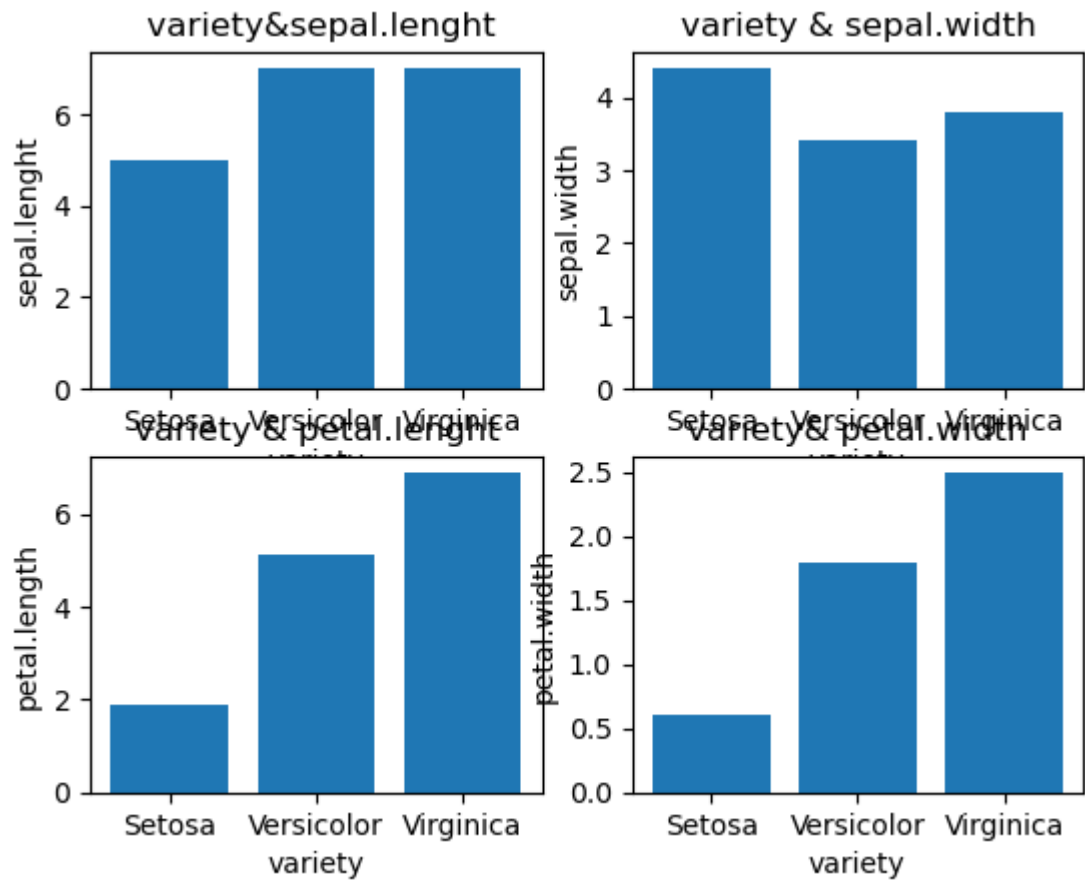 variety&sepal.lenght
sepal.lenght
6
4
2
0
Setosa Versicolor Virginica
variety
variety & sepal.width
sepal.width
4
3
2
1
0
Setosa Versicolor Virginica
variety
variety & petal.lenght
petal.length
6
4
2
0
Setosa Versicolor Virginica
variety
variety& petal.width
petal.width
2.5
2.0
1.5
1.0
0.5
0.0
Setosa Versicolor Virginica
variety